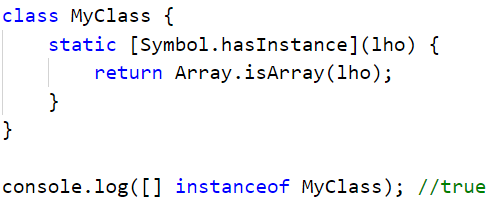 class MyClass {
    static [Symbol.hasInstance](lho) {
        return Array.isArray(lho);
    }
}

console.log([] instanceof MyClass); //true